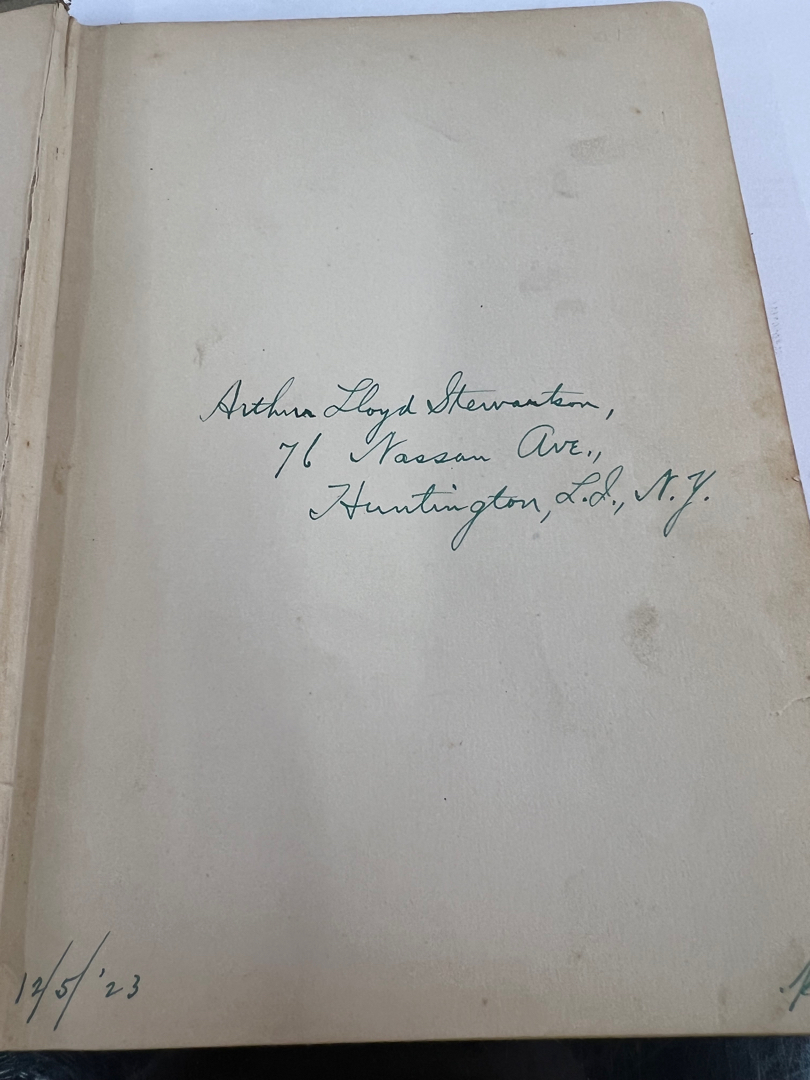 Arthur Lloyd Stewartson,
76 Nassau Ave.,
Huntington, L.I., N.Y.
12/5/'23